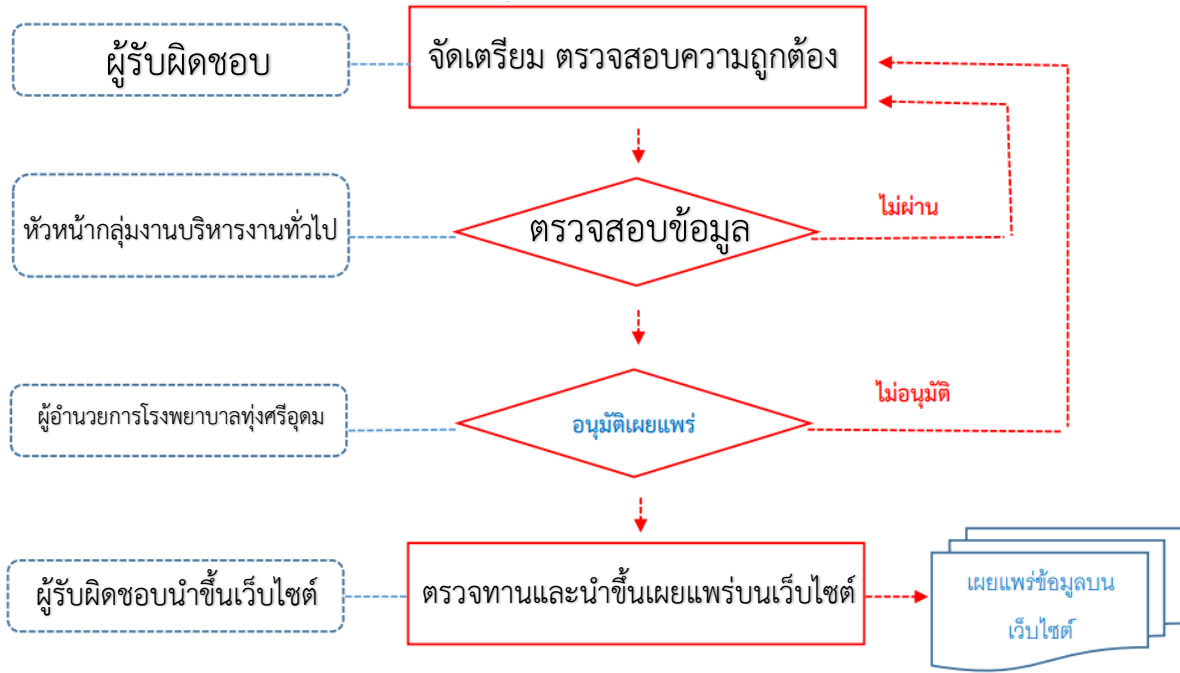 ผู้รับผิดชอบ
จัดเตรียม ตรวจสอบความถูกต้อง
หัวหน้ากลุ่มงานบริหารงานทั่วไป
ตรวจสอบข้อมูล
ไม่ผ่าน
ผู้อำนวยการโรงพยาบาลทุ่งศรีอุดม
อนุมัติเผยแพร่
ไม่อนุมัติ
ผู้รับผิดชอบนำขึ้นเว็บไซต์
ตรวจทานและนำขึ้นเผยแพร่บนเว็บไซต์
เผยแพร่ข้อมูลบน
เว็บไซต์